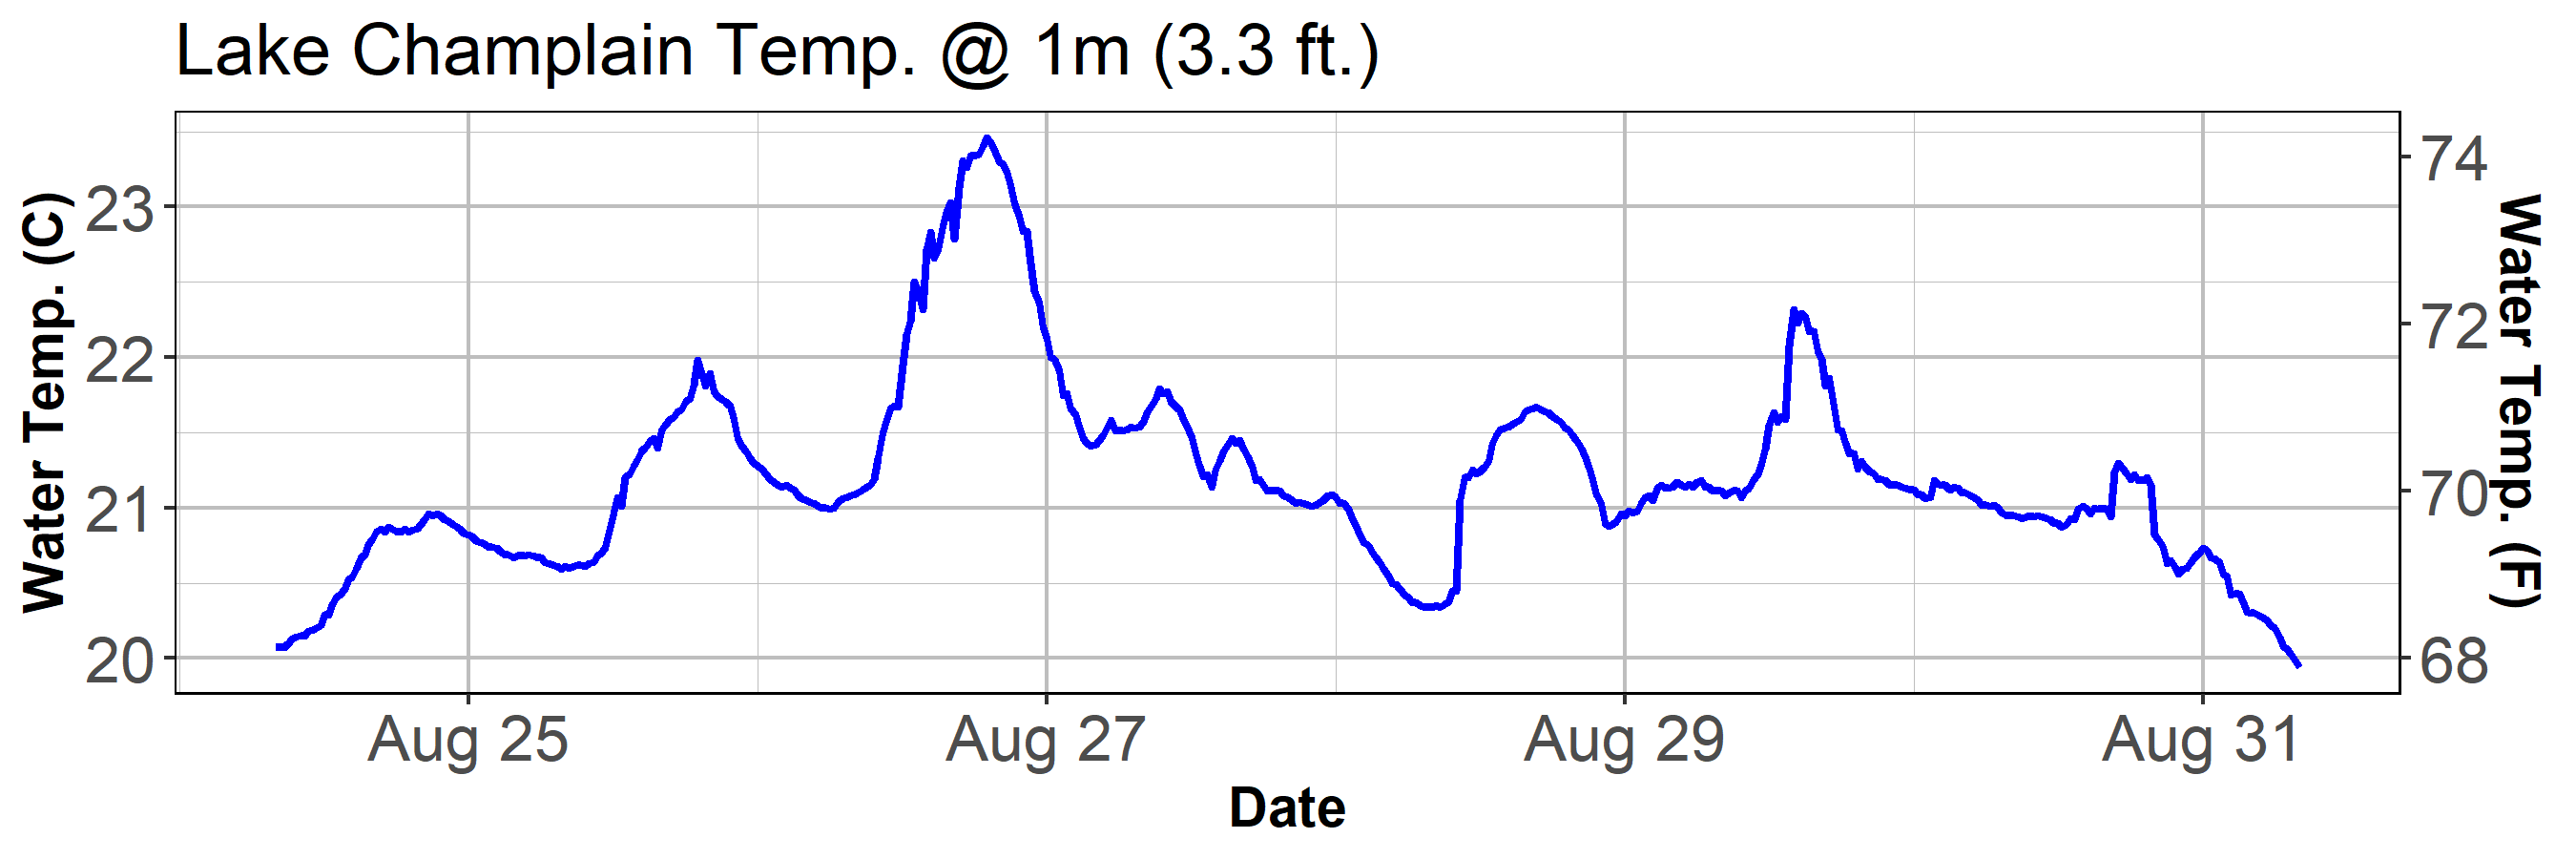 Lake Champlain Temp. @ 1m (3.3 ft.)
Water Temp. (C)
23
22
21
20
74
72
70
68
Water Temp. (F)
Aug 25 Aug 27 Aug 29 Aug 31
Date